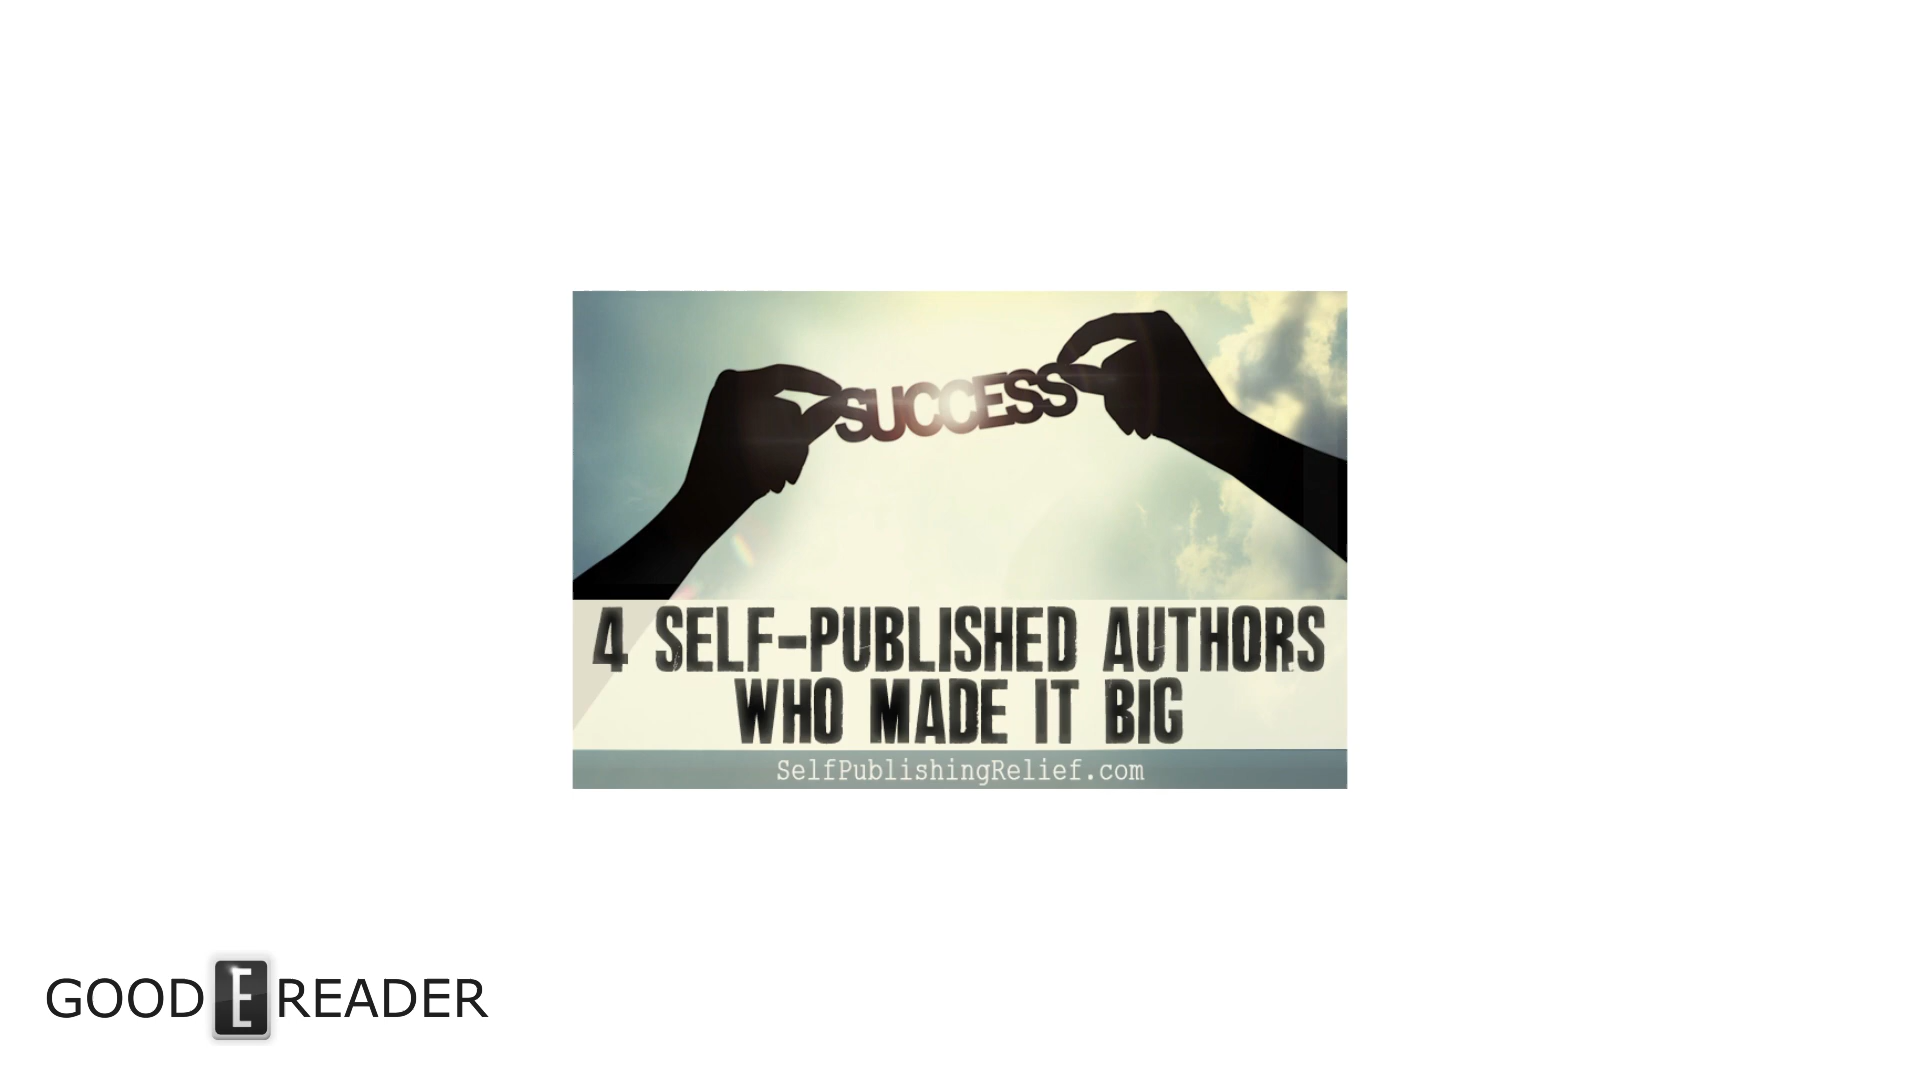 SUCCESS
4 SELF-PUBLISHED AUTHORS
WHO MADE IT BIG
SelfPublishingRelief.com
GOOD E READER